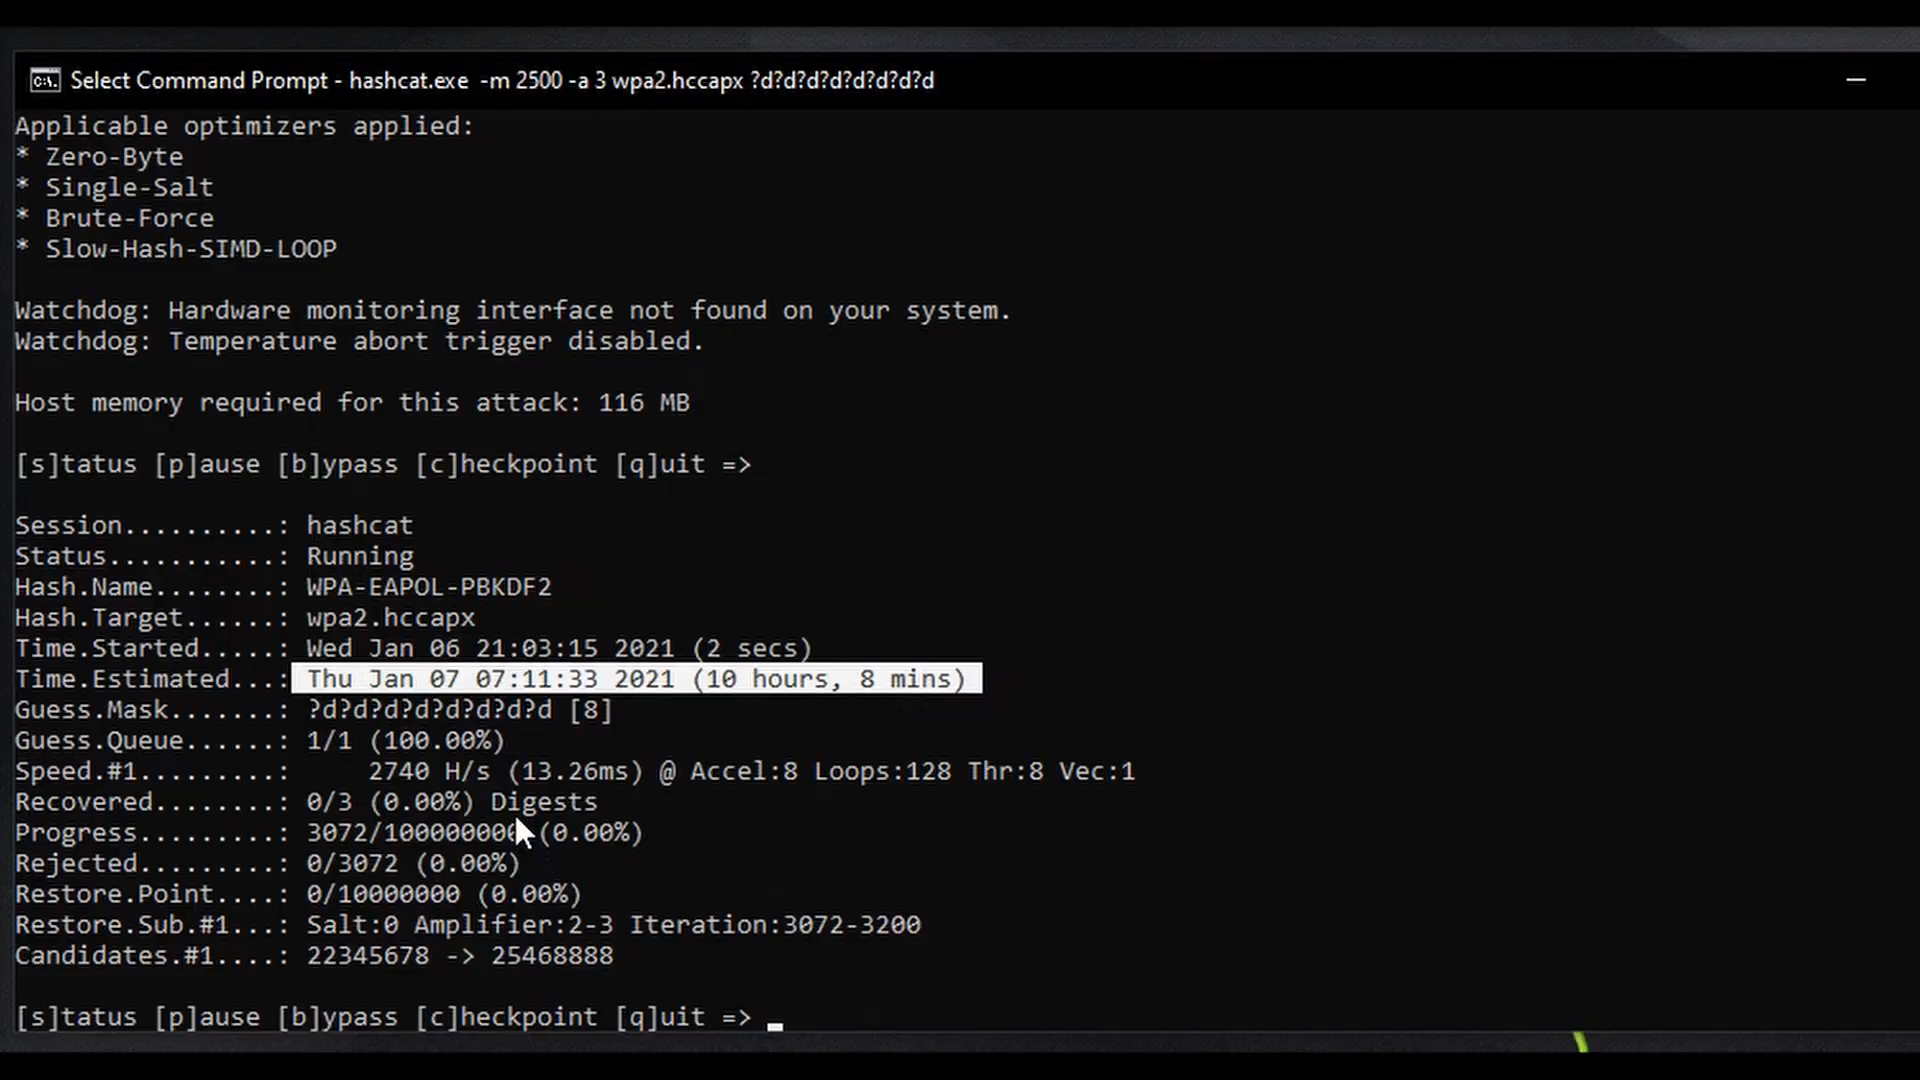 Select Command Prompt - hashcat.exe -m 2500 -a 3 wpa2.hccapx ?d?d?d?d?d?d?d?d
Applicable optimizers applied:
* Zero-Byte
* Single-Salt
* Brute-Force
* Slow-Hash-SIMD-LOOP
Watchdog: Hardware monitoring interface not found on your system.
Watchdog: Temperature abort trigger disabled.
Host memory required for this attack: 116 MB
[s]tatus [p]ause [b]ypass [c]heckpoint [q]uit =>
Session..........: hashcat
Status...........: Running
Hash.Name........: WPA-EAPOL-PBKDF2
Hash.Target......: wpa2.hccapx
Time.Started.....: Wed Jan 06 21:03:15 2021 (2 secs)
Time.Estimated...: Thu Jan 07 07:11:33 2021 (10 hours, 8 mins)
Guess.Mask.......: ?d?d?d?d?d?d?d?d [8]
Guess.Queue......: 1/1 (100.00%)
Speed.#1.........: 2740 H/s (13.26ms) @ Accel:8 Loops:128 Thr:8 Vec:1
Recovered........: 0/3 (0.00%) Digests
Progress.........: 3072/100000000 (0.00%)
Rejected.........: 0/3072 (0.00%)
Restore.Point....: 0/10000000 (0.00%)
Restore.Sub.#1...: Salt:0 Amplifier:2-3 Iteration:3072-3200
Candidates.#1....: 22345678 -> 25468888
[s]tatus [p]ause [b]ypass [c]heckpoint [q]uit =>